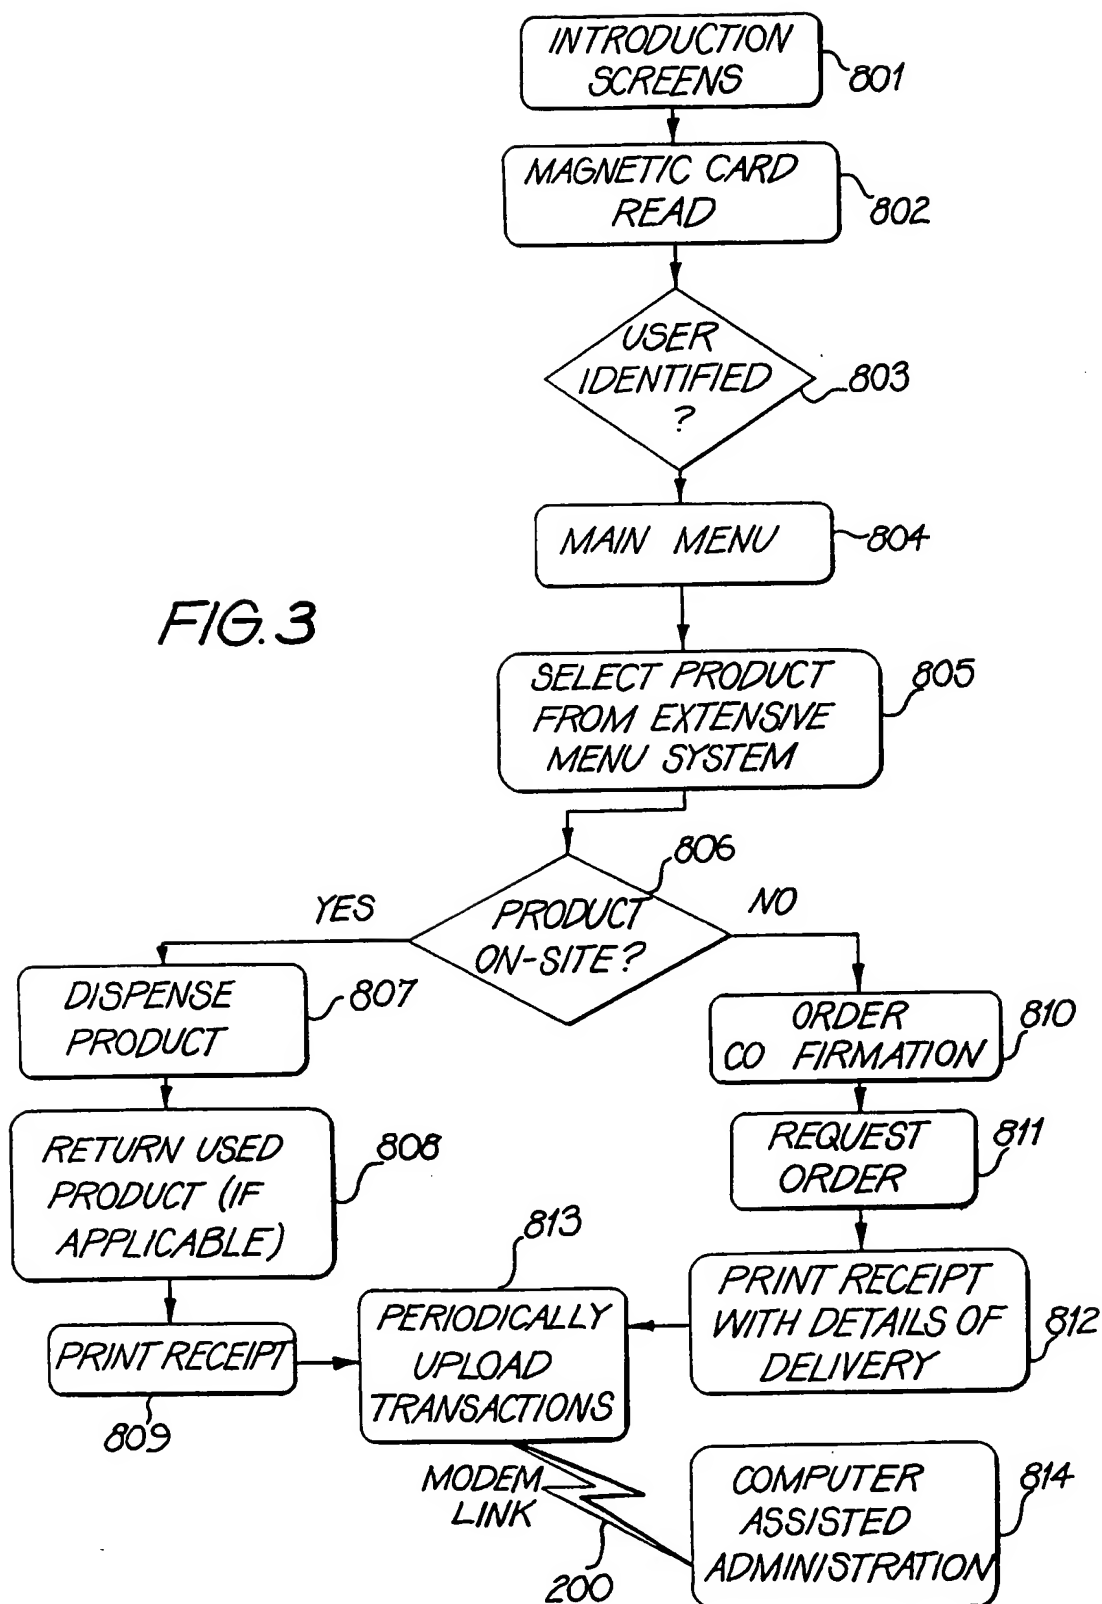 INTRODUCTION
SCREENS
801
MAGNETIC CARD
READ
802
USER
IDENTIFIED
?
803
MAIN MENU
804
FIG. 3
SELECT PRODUCT
FROM EXTENSIVE
MENU SYSTEM
805
806
YES
PRODUCT
ON-SITE?
NO
DISPENSE
PRODUCT
807
ORDER
CO FIRMATION
810
RETURN USED
PRODUCT (IF
APPLICABLE)
808
REQUEST
ORDER
811
813
PRINT RECEIPT
809
PERIODICALLY
UPLOAD
TRANSACTIONS
PRINT RECEIPT
WITH DETAILS OF
DELIVERY
812
MODEM
LINK
200
COMPUTER
ASSISTED
ADMINISTRATION
814